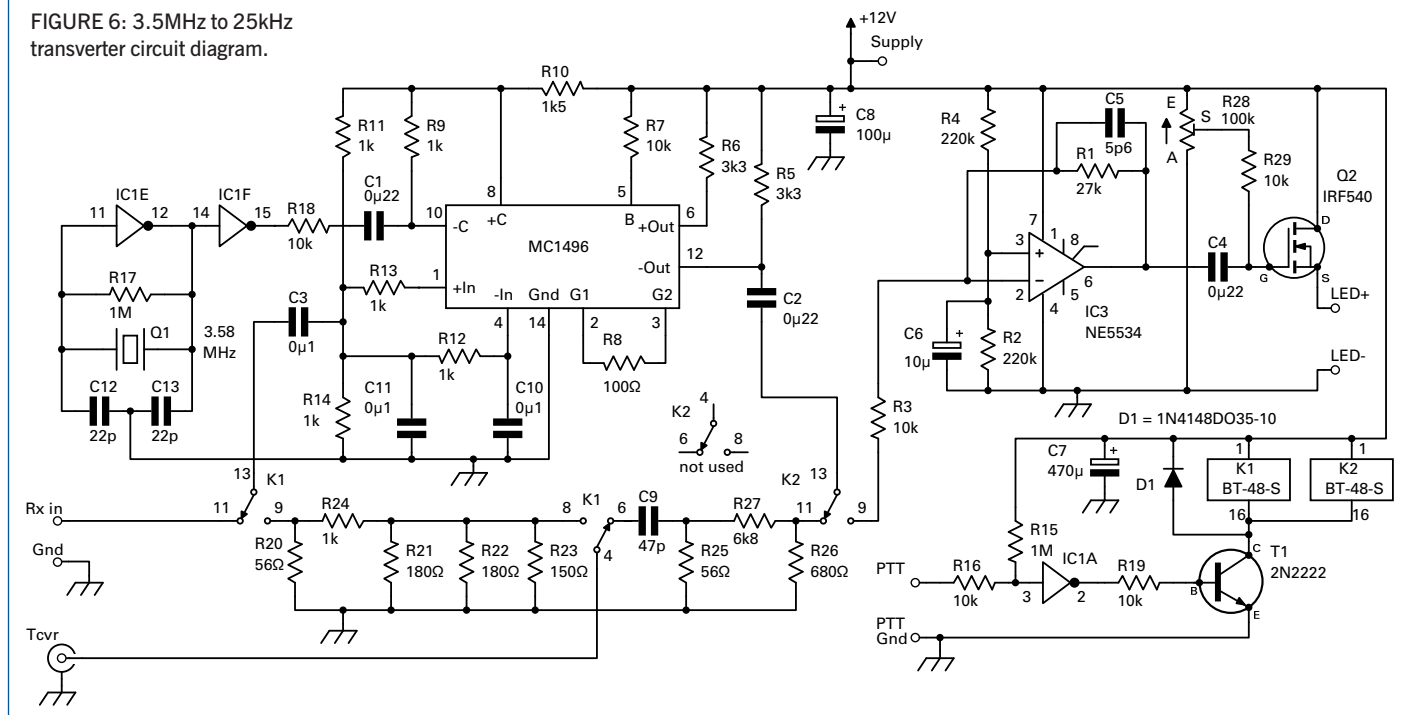 FIGURE 6: 3.5MHz to 25kHz
transverter circuit diagram.
+12V
Supply
R10
1k5
R11
1k
R9
1k
R7
10k
R6
3k3
R5
3k3
C8
100µ
+
R4
220k
C5
5p6
R1
27k
E
S
A
R28
100k
R29
10k
Q2
IRF540
D
G
S
LED+
LED-
IC1E
11
12
IC1F
14
15
R18
10k
C1
0µ22
10
-C
8
+C
5
B
6
+Out
12
-Out
MC1496
R13
1k
1
+In
-In
4
Gnd
14
G1
2
G2
3
R8
100Ω
C2
0µ22
R17
1M
Q1
3.58
MHz
C12
22p
C13
22p
C3
0µ1
R12
1k
R14
1k
C11
0µ1
C10
0µ1
7
3
+
1
8
−
2
6
5
4
IC3
NE5534
C4
0µ22
C6
10µ
+
R2
220k
R3
10k
K2
4
6
8
not used
D1 = 1N4148DO35-10
C7
470µ
+
D1
1
K1
BT-48-S
16
1
K2
BT-48-S
16
Rx in
11
13
K1
9
R24
1k
R20
56Ω
R21
180Ω
R22
180Ω
R23
150Ω
8
K1
6
4
C9
47p
R25
56Ω
R27
6k8
R26
680Ω
K2
13
11
9
Gnd
Tcvr
R15
1M
PTT
R16
10k
IC1A
3
2
R19
10k
B
C
E
T1
2N2222
PTT
Gnd